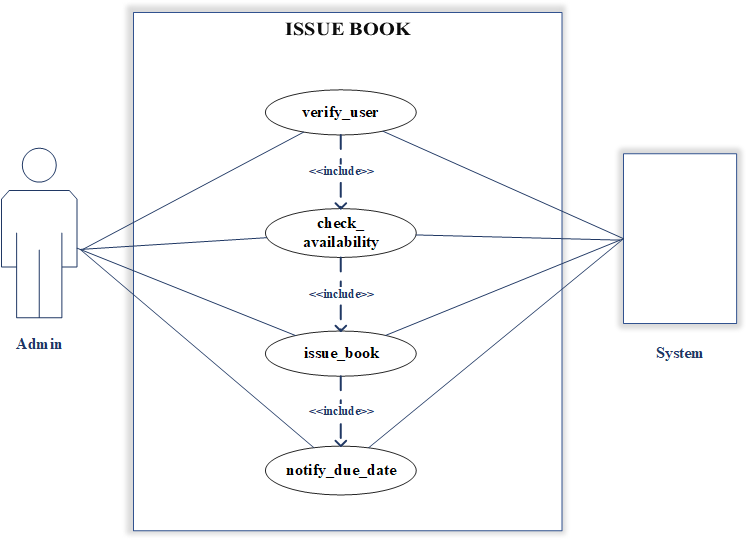 ISSUE BOOK
verify_user
<<include>>
check_
availability
<<include>>
issue_book
<<include>>
notify_due_date
Admin
System